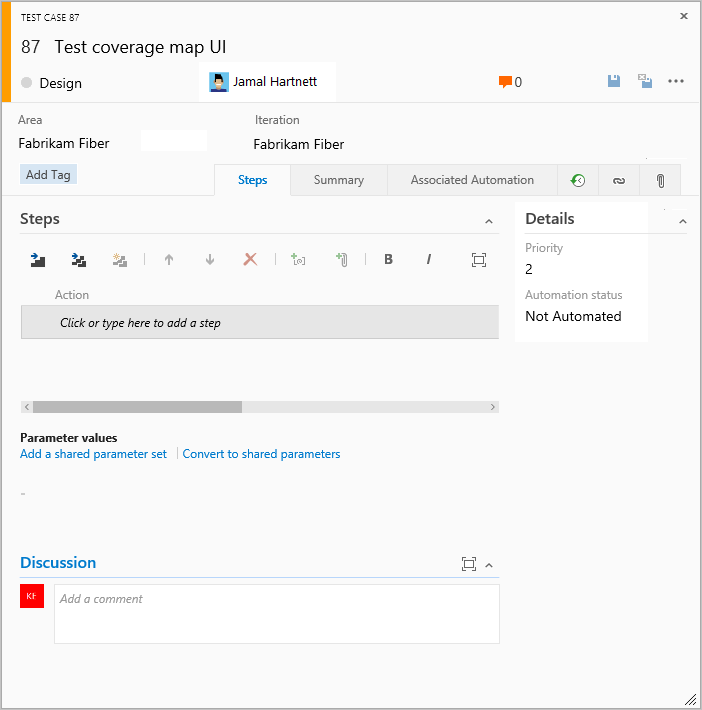 TEST CASE 87
87 Test coverage map UI
Design
Jamal Hartnett
0
Area
Iteration
Fabrikam Fiber
Fabrikam Fiber
Add Tag
Steps
Summary
Associated Automation
Steps
Details
Priority
2
B I
Action
Automation status
Click or type here to add a step
Not Automated
Parameter values
Add a shared parameter set | Convert to shared parameters
-
Discussion
KE
Add a comment